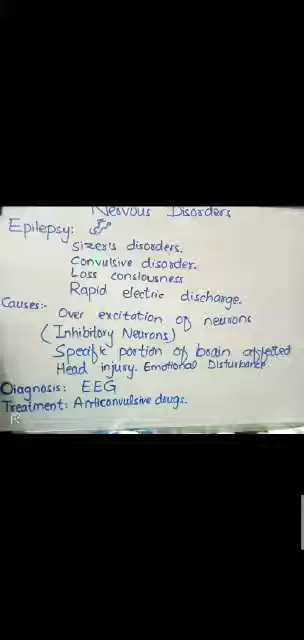 Nervous Disorders
Epilepsy:
Sizer's disorders.
Convulsive disorder.
Loss consiousness
Rapid electric discharge.
Causes:-
Over excitation of neurons
(Inhibitory Neurons)
Specifk portion of brain affected
Head injury. Emotional Disturbance
Diagnosis: EEG
Treatment: Anticonvulsive drugs.